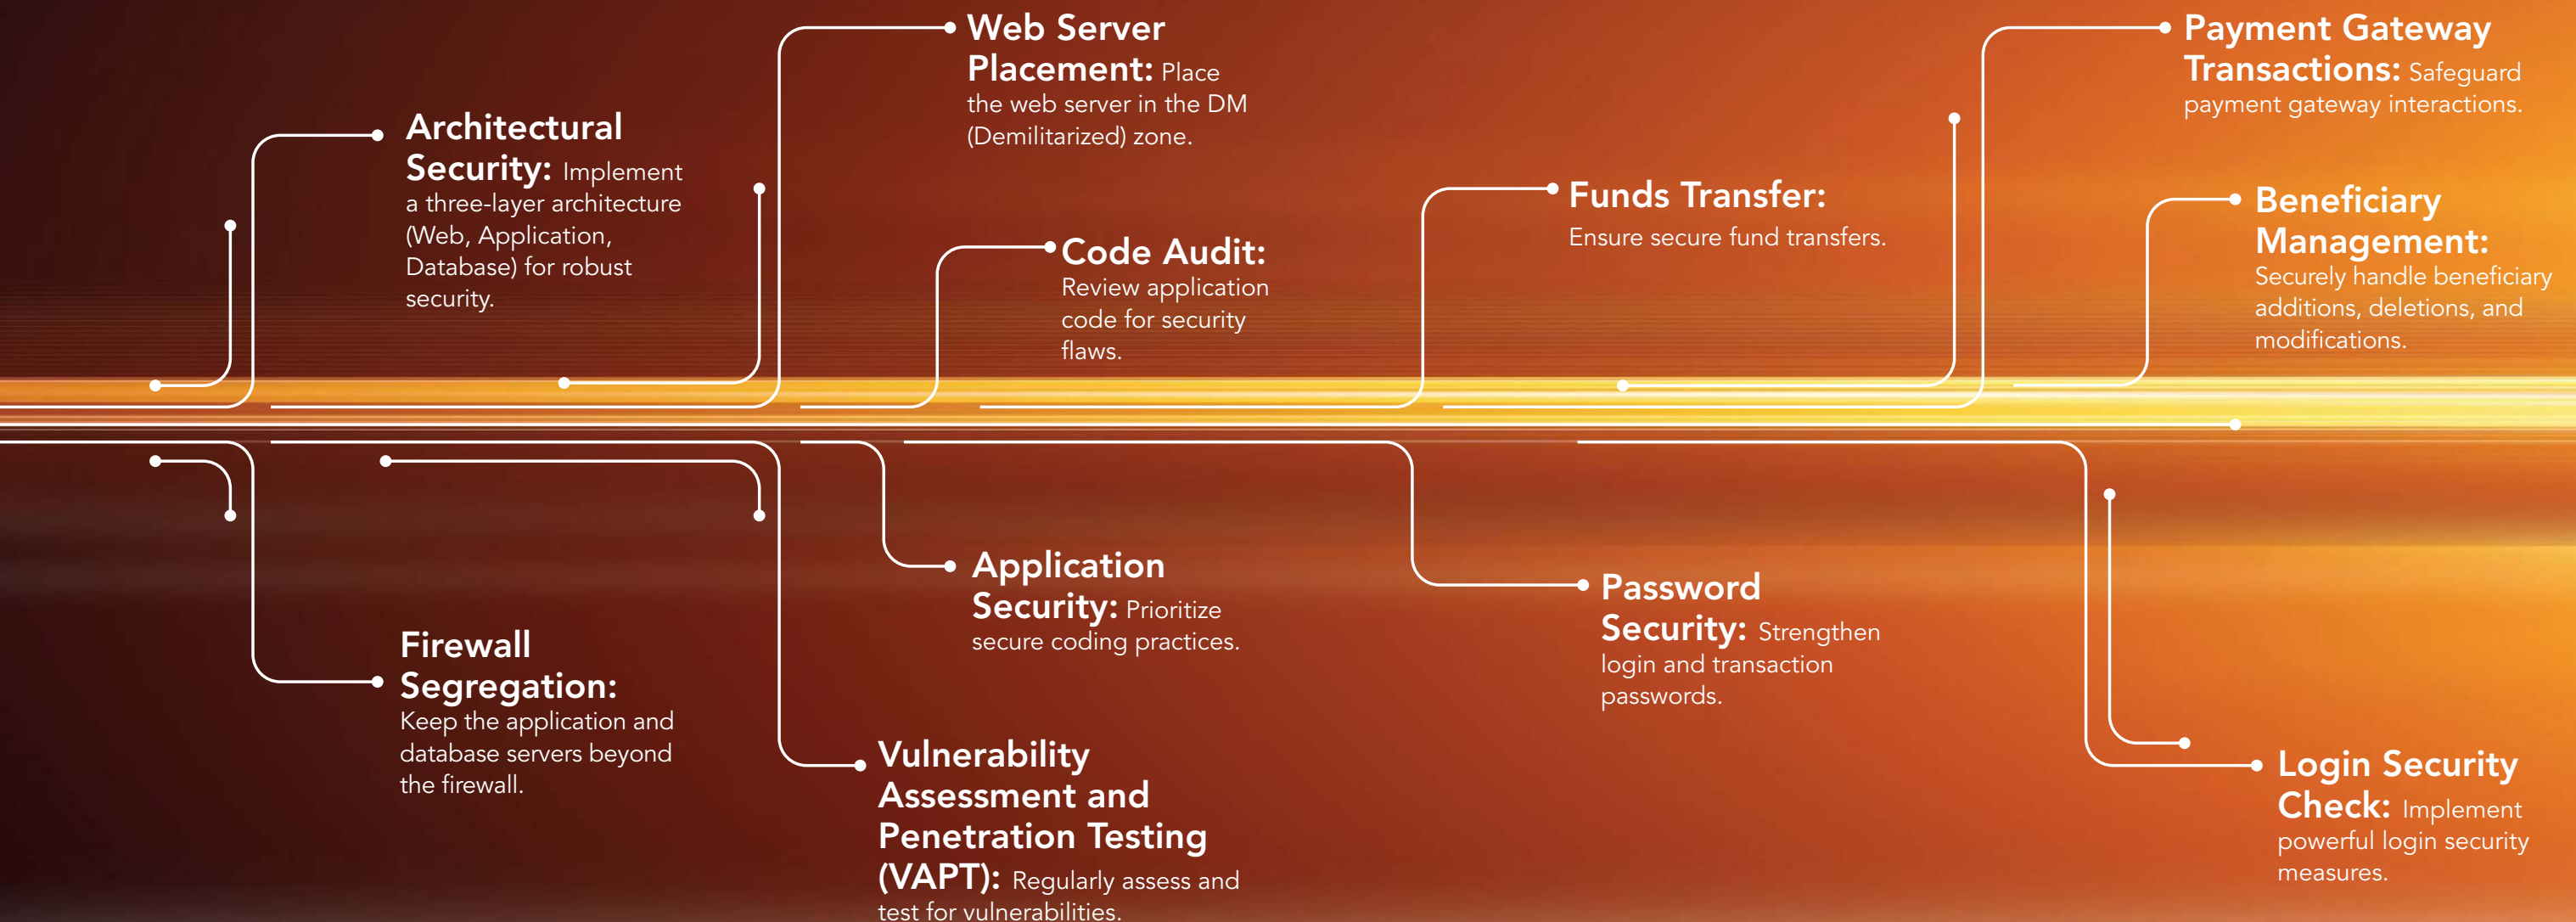 Architectural
Security: Implement
a three-layer architecture
(Web, Application,
Database) for robust
security.
Web Server
Placement: Place
the web server in the DM
(Demilitarized) zone.
Code Audit:
Review application
code for security
flaws.
Funds Transfer:
Ensure secure fund transfers.
Payment Gateway
Transactions: Safeguard
payment gateway interactions.
Beneficiary
Management:
Securely handle beneficiary
additions, deletions, and
modifications.
Firewall
Segregation:
Keep the application and
database servers beyond
the firewall.
Vulnerability
Assessment and
Penetration Testing
(VAPT): Regularly assess and
test for vulnerabilities.
Application
Security: Prioritize
secure coding practices.
Password
Security: Strengthen
login and transaction
passwords.
Login Security
Check: Implement
powerful login security
measures.